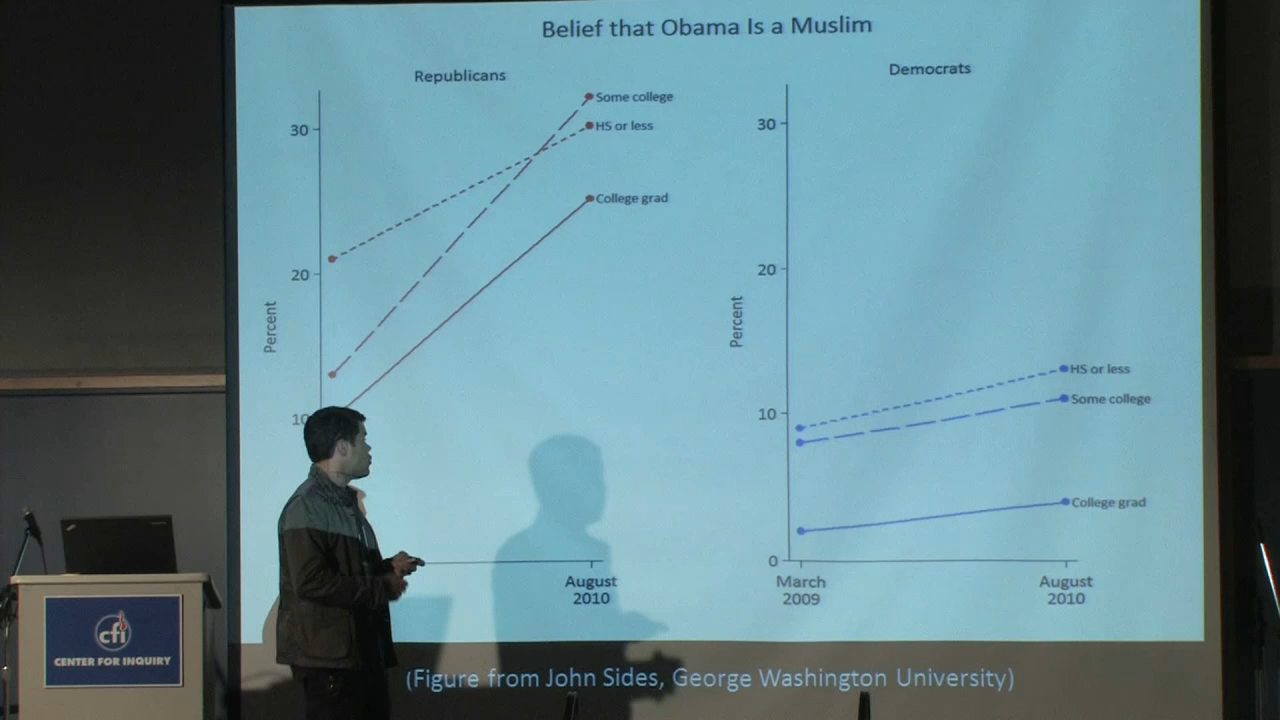 Belief that Obama Is a Muslim
Republicans
Some college
HS or less
College grad
30
20
10
Percent
August
2010
Democrats
30
20
10
0
Percent
HS or less
Some college
College grad
March
2009
August
2010
(Figure from John Sides, George Washington University)
cfi
CENTER FOR INQUIRY